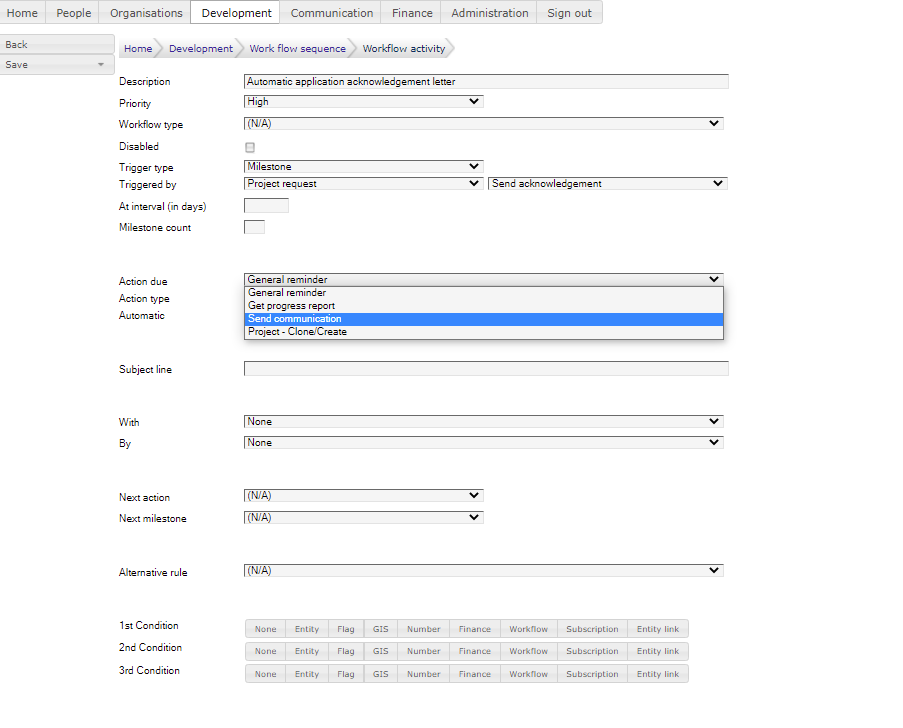 Home People Organisations Development Communication Finance Administration Sign out
Back
Save
Home Development Work flow sequence Workflow activity
Description Automatic application acknowledgement letter
Priority High
Workflow type (N/A)
Disabled
Trigger type Milestone
Triggered by Project request Send acknowledgement
At interval (in days)
Milestone count
Action due General reminder
General reminder
Action type
Get progress report
Automatic
Send communication
Project - Clone/Create
Subject line
With None
By None
Next action (N/A)
Next milestone (N/A)
Alternative rule (N/A)
1st Condition None Entity Flag GIS Number Finance Workflow Subscription Entity link
2nd Condition None Entity Flag GIS Number Finance Workflow Subscription Entity link
3rd Condition None Entity Flag GIS Number Finance Workflow Subscription Entity link